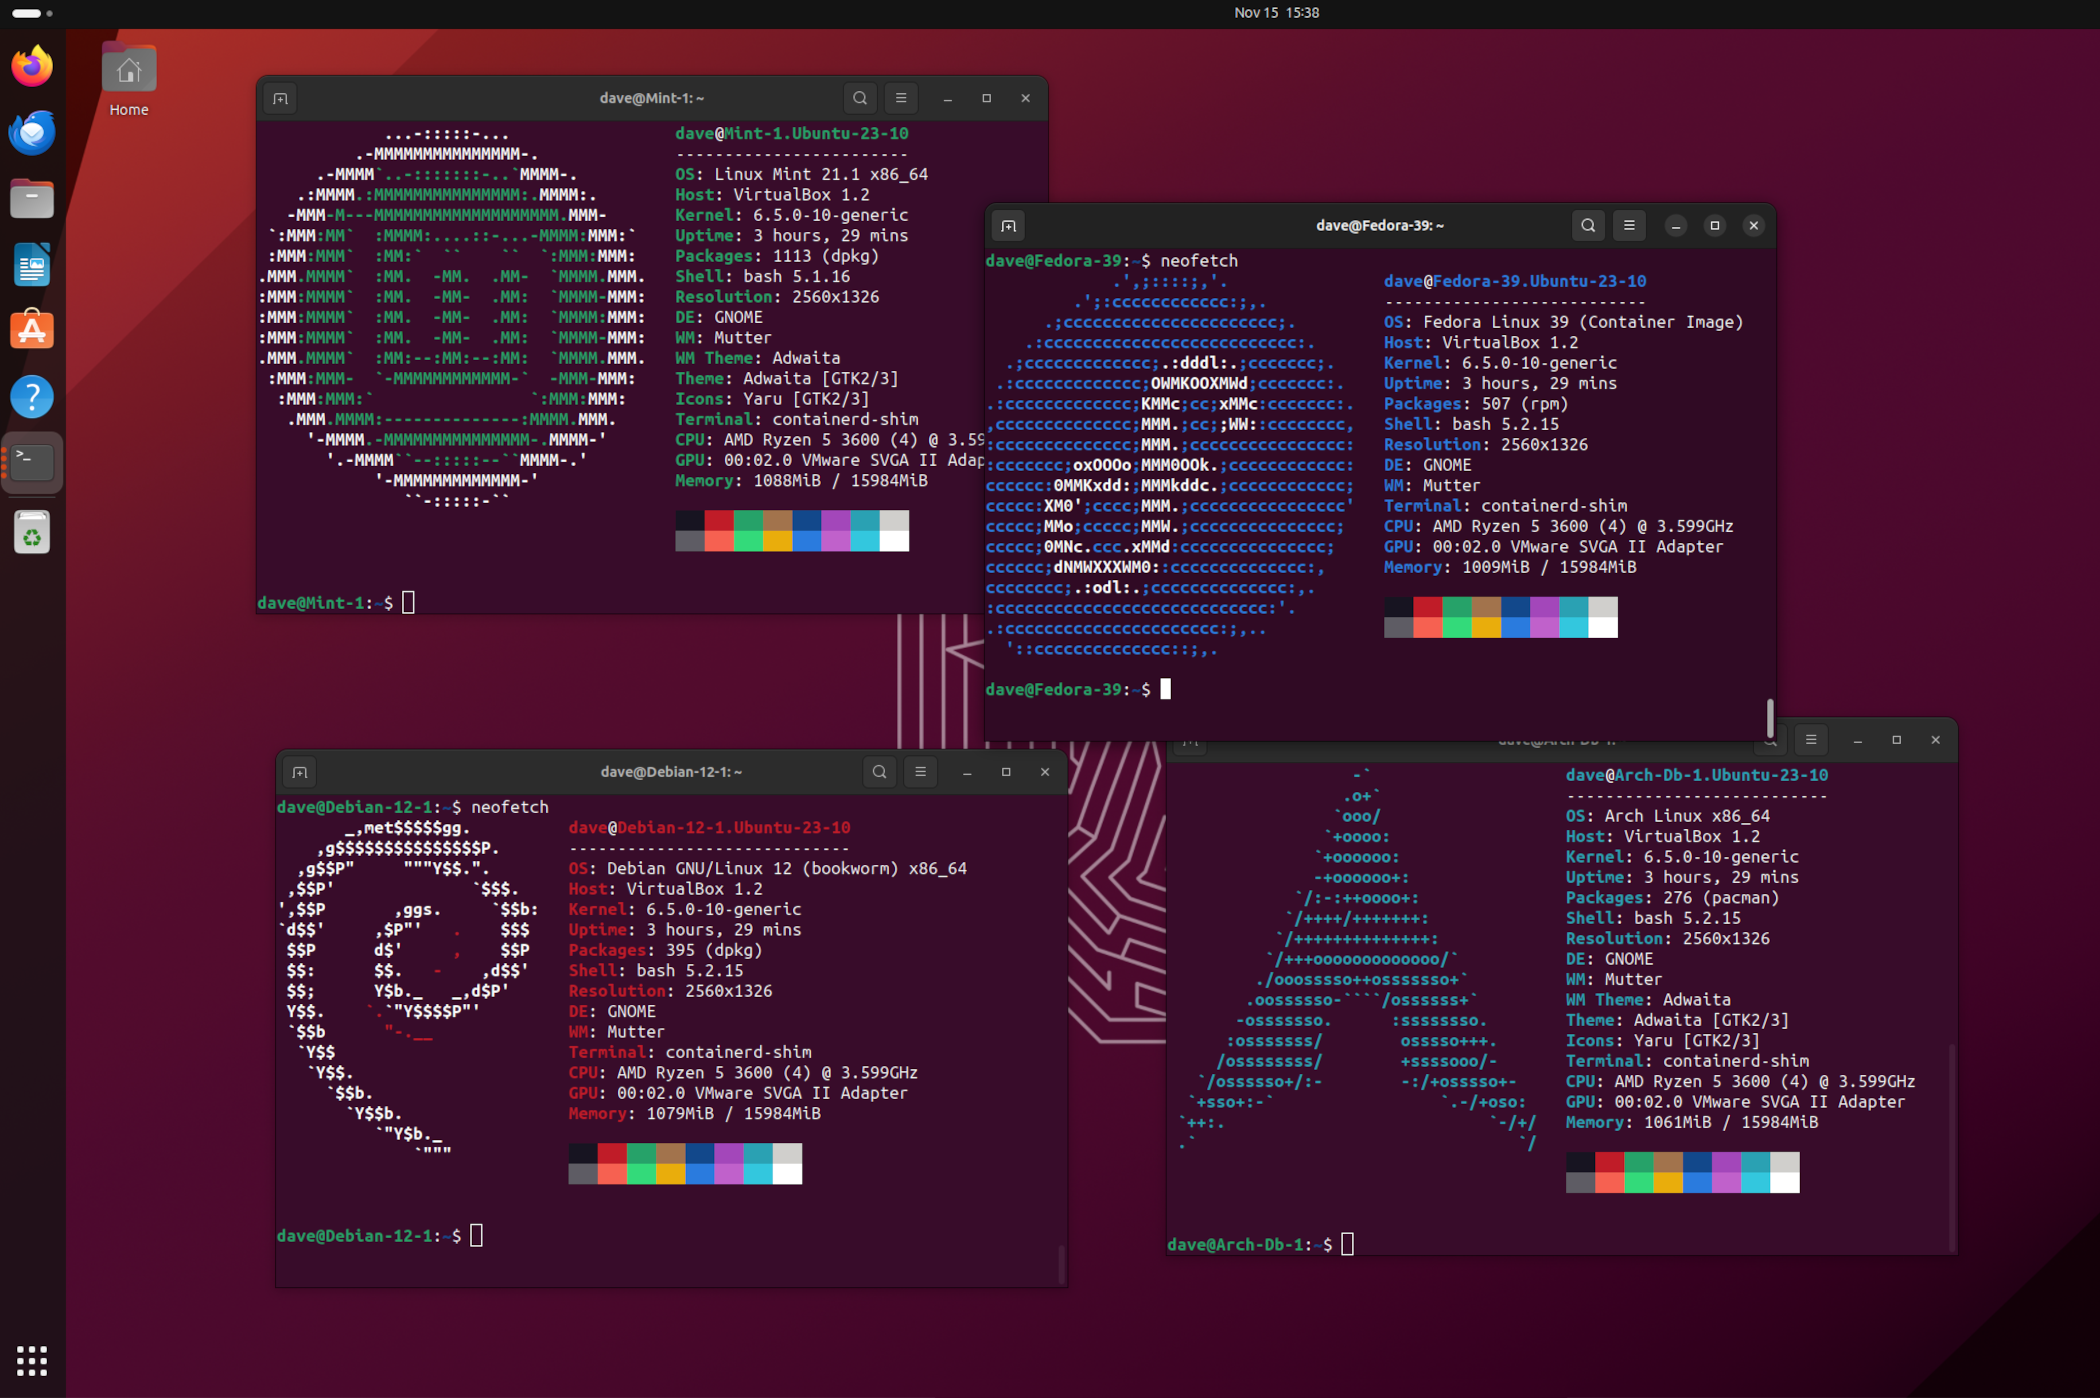 Nov 15 15:38
Home
dave@Mint-1: ~
dave@Mint-1.Ubuntu-23-10
------------------------
OS: Linux Mint 21.1 x86_64
Host: VirtualBox 1.2
Kernel: 6.5.0-10-generic
Uptime: 3 hours, 29 mins
Packages: 1113 (dpkg)
Shell: bash 5.1.16
Resolution: 2560x1326
DE: GNOME
WM: Mutter
WM Theme: Adwaita
Theme: Adwaita [GTK2/3]
Icons: Yaru [GTK2/3]
Terminal: containerd-shim
CPU: AMD Ryzen 5 3600 (4) @ 3.59
GPU: 00:02.0 VMware SVGA II Adap
Memory: 1088MiB / 15984MiB
dave@Mint-1:~$
dave@Fedora-39: ~
dave@Fedora-39:~$ neofetch
dave@Fedora-39.Ubuntu-23-10
---------------------------
OS: Fedora Linux 39 (Container Image)
Host: VirtualBox 1.2
Kernel: 6.5.0-10-generic
Uptime: 3 hours, 29 mins
Packages: 507 (rpm)
Shell: bash 5.2.15
Resolution: 2560x1326
DE: GNOME
WM: Mutter
Terminal: containerd-shim
CPU: AMD Ryzen 5 3600 (4) @ 3.599GHz
GPU: 00:02.0 VMware SVGA II Adapter
Memory: 1009MiB / 15984MiB
dave@Fedora-39:~$
dave@Debian-12-1: ~
dave@Debian-12-1:~$ neofetch
dave@Debian-12-1.Ubuntu-23-10
-----------------------------
OS: Debian GNU/Linux 12 (bookworm) x86_64
Host: VirtualBox 1.2
Kernel: 6.5.0-10-generic
Uptime: 3 hours, 29 mins
Packages: 395 (dpkg)
Shell: bash 5.2.15
Resolution: 2560x1326
DE: GNOME
WM: Mutter
Terminal: containerd-shim
CPU: AMD Ryzen 5 3600 (4) @ 3.599GHz
GPU: 00:02.0 VMware SVGA II Adapter
Memory: 1079MiB / 15984MiB
dave@Debian-12-1:~$
dave@Arch-Db-1: ~
dave@Arch-Db-1.Ubuntu-23-10
---------------------------
OS: Arch Linux x86_64
Host: VirtualBox 1.2
Kernel: 6.5.0-10-generic
Uptime: 3 hours, 29 mins
Packages: 276 (pacman)
Shell: bash 5.2.15
Resolution: 2560x1326
DE: GNOME
WM: Mutter
WM Theme: Adwaita
Theme: Adwaita [GTK2/3]
Icons: Yaru [GTK2/3]
Terminal: containerd-shim
CPU: AMD Ryzen 5 3600 (4) @ 3.599GHz
GPU: 00:02.0 VMware SVGA II Adapter
Memory: 1061MiB / 15984MiB
dave@Arch-Db-1:~$